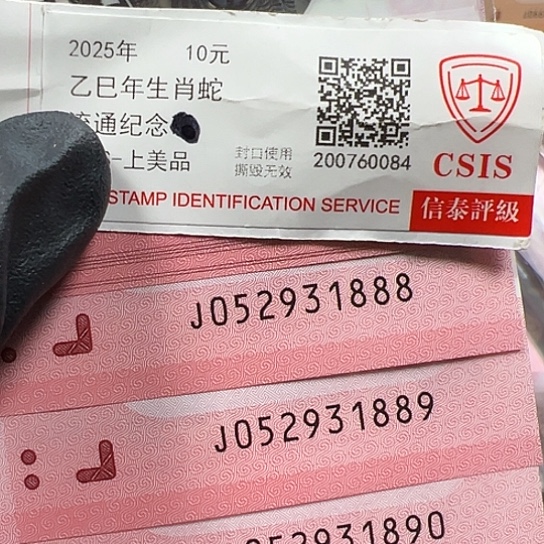 2025年 10元
乙巳年生肖蛇
流通纪念
上美品
封口使用
撕毁无效
200760084
CSIS
STAMP IDENTIFICATION SERVICE
信泰評級
J052931888
J052931889
052931890